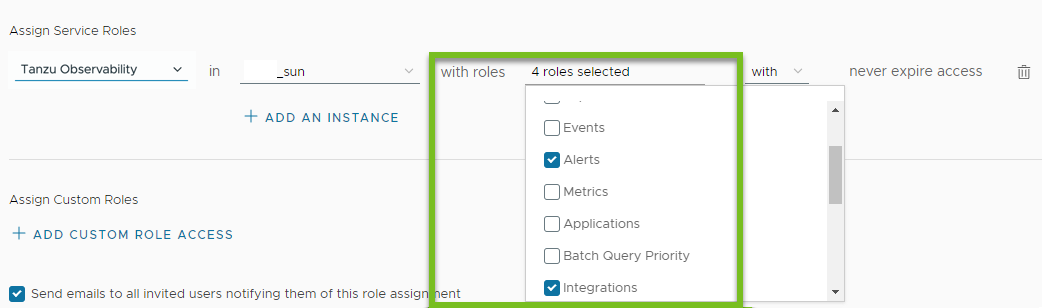 Assign Service Roles
Tanzu Observability in _sun with roles 4 roles selected with never expire access
+ ADD AN INSTANCE
Events
Alerts
Metrics
Applications
Batch Query Priority
Integrations
Assign Custom Roles
+ ADD CUSTOM ROLE ACCESS
Send emails to all invited users notifying them of this role assignment